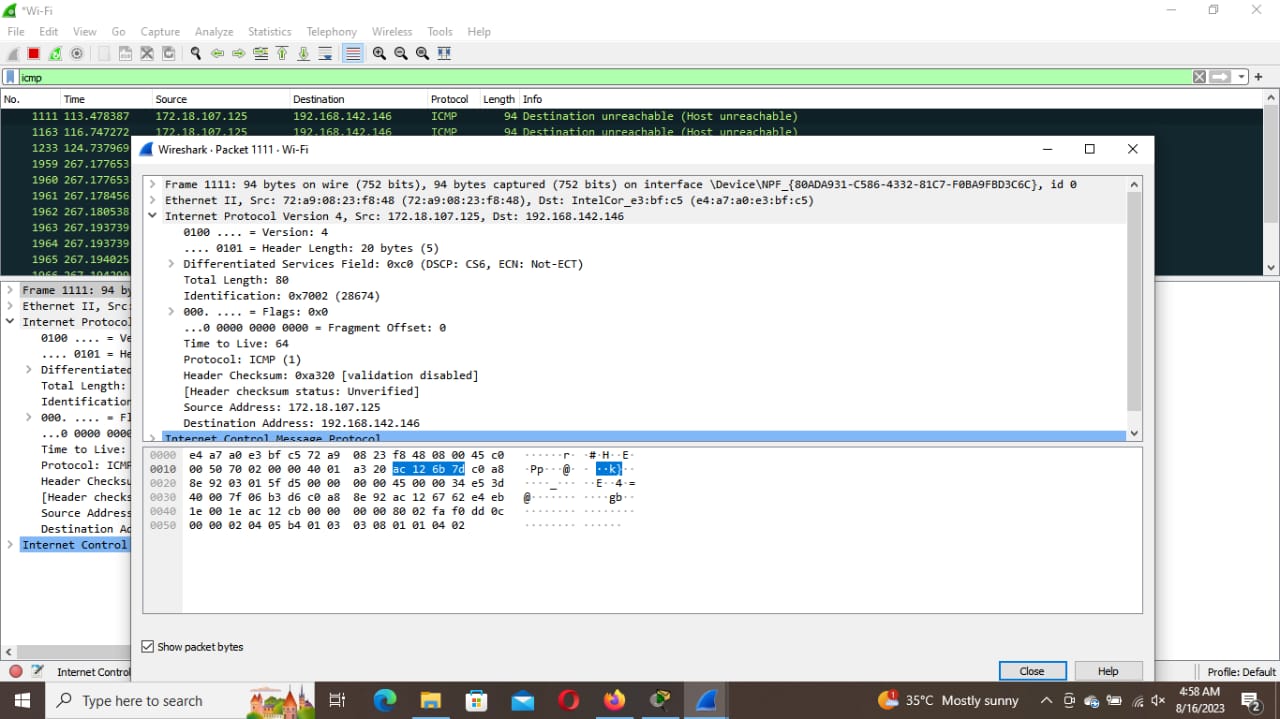 *Wi-Fi
File Edit View Go Capture Analyze Statistics Telephony Wireless Tools Help
icmp
No. Time Source Destination Protocol Length Info
1111 113.478387 172.18.107.125 192.168.142.146 ICMP 94 Destination unreachable (Host unreachable)
1163 116.747272 172.18.107.125 192.168.142.146 ICMP 94 Destination unreachable (Host unreachable)
1233 124.737969
1959 267.177653
1960 267.177653
1961 267.178456
1962 267.180538
1963 267.193739
1964 267.193739
1965 267.194025
1966 267.194299
Wireshark · Packet 1111 · Wi-Fi
Frame 1111: 94 bytes on wire (752 bits), 94 bytes captured (752 bits) on interface \Device\NPF_{80ADA931-C586-4332-81C7-F0BA9FBD3C6C}, id 0
Ethernet II, Src: 72:a9:08:23:f8:48 (72:a9:08:23:f8:48), Dst: IntelCor_e3:bf:c5 (e4:a7:a0:e3:bf:c5)
Internet Protocol Version 4, Src: 172.18.107.125, Dst: 192.168.142.146
0100 .... = Version: 4
.... 0101 = Header Length: 20 bytes (5)
Differentiated Services Field: 0xc0 (DSCP: CS6, ECN: Not-ECT)
Total Length: 80
Identification: 0x7002 (28674)
000. .... = Flags: 0x0
...0 0000 0000 0000 = Fragment Offset: 0
Time to Live: 64
Protocol: ICMP (1)
Header Checksum: 0xa320 [validation disabled]
[Header checksum status: Unverified]
Source Address: 172.18.107.125
Destination Address: 192.168.142.146
Internet Control Message Protocol
0000 e4 a7 a0 e3 bf c5 72 a9 08 23 f8 48 08 00 45 c0 ······r· ·#·H··E·
0010 00 50 70 02 00 00 40 01 a3 20 ac 12 6b 7d c0 a8 ·Pp···@· · ··k}··
0020 8e 92 03 01 5f d5 00 00 00 00 45 00 00 34 e5 3d ····_··· ··E··4·=
0030 40 00 7f 06 b3 d6 c0 a8 8e 92 ac 12 67 62 e4 eb @······· ····gb··
0040 1e 00 1e ac 12 cb 00 00 00 00 80 02 fa f0 dd 0c ········ ········
0050 00 00 02 04 05 b4 01 03 03 08 01 01 04 02 ········ ······
Show packet bytes
Close Help
Frame 1111: 94 by
Ethernet II, Src:
Internet Protocol
0100 .... = Ve
.... 0101 = He
Differentiated
Total Length:
Identification
000. .... = Fl
...0 0000 0000
Time to Live:
Protocol: ICMP
Header Checksu
[Header checks
Source Address
Destination Ad
Internet Control
Internet Control
Profile: Default
Type here to search
1
35°C Mostly sunny
4:58 AM
8/16/2023
2